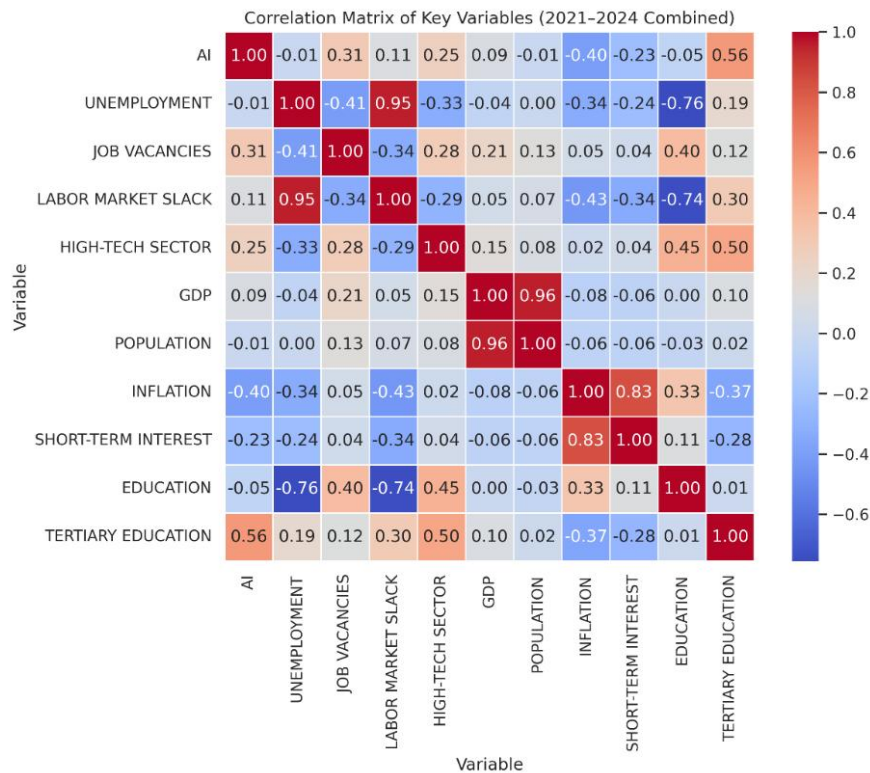 Correlation Matrix of Key Variables (2021–2024 Combined)
AI 1.00 -0.01 0.31 0.11 0.25 0.09 -0.01 -0.40 -0.23 -0.05 0.56
UNEMPLOYMENT -0.01 1.00 -0.41 0.95 -0.33 -0.04 0.00 -0.34 -0.24 -0.76 0.19
JOB VACANCIES 0.31 -0.41 1.00 -0.34 0.28 0.21 0.13 0.05 0.04 0.40 0.12
LABOR MARKET SLACK 0.11 0.95 -0.34 1.00 -0.29 0.05 0.07 -0.43 -0.34 -0.74 0.30
HIGH-TECH SECTOR 0.25 -0.33 0.28 -0.29 1.00 0.15 0.08 0.02 0.04 0.45 0.50
GDP 0.09 -0.04 0.21 0.05 0.15 1.00 0.96 -0.08 -0.06 0.00 0.10
POPULATION -0.01 0.00 0.13 0.07 0.08 0.96 1.00 -0.06 -0.06 -0.03 0.02
INFLATION -0.40 -0.34 0.05 -0.43 0.02 -0.08 -0.06 1.00 0.83 0.33 -0.37
SHORT-TERM INTEREST -0.23 -0.24 0.04 -0.34 0.04 -0.06 -0.06 0.83 1.00 0.11 -0.28
EDUCATION -0.05 -0.76 0.40 -0.74 0.45 0.00 -0.03 0.33 0.11 1.00 0.01
TERTIARY EDUCATION 0.56 0.19 0.12 0.30 0.50 0.10 0.02 -0.37 -0.28 0.01 1.00
Variable
AI
UNEMPLOYMENT
JOB VACANCIES
LABOR MARKET SLACK
HIGH-TECH SECTOR
GDP
POPULATION
INFLATION
SHORT-TERM INTEREST
EDUCATION
TERTIARY EDUCATION
Variable
1.0
0.8
0.6
0.4
0.2
0.0
-0.2
-0.4
-0.6